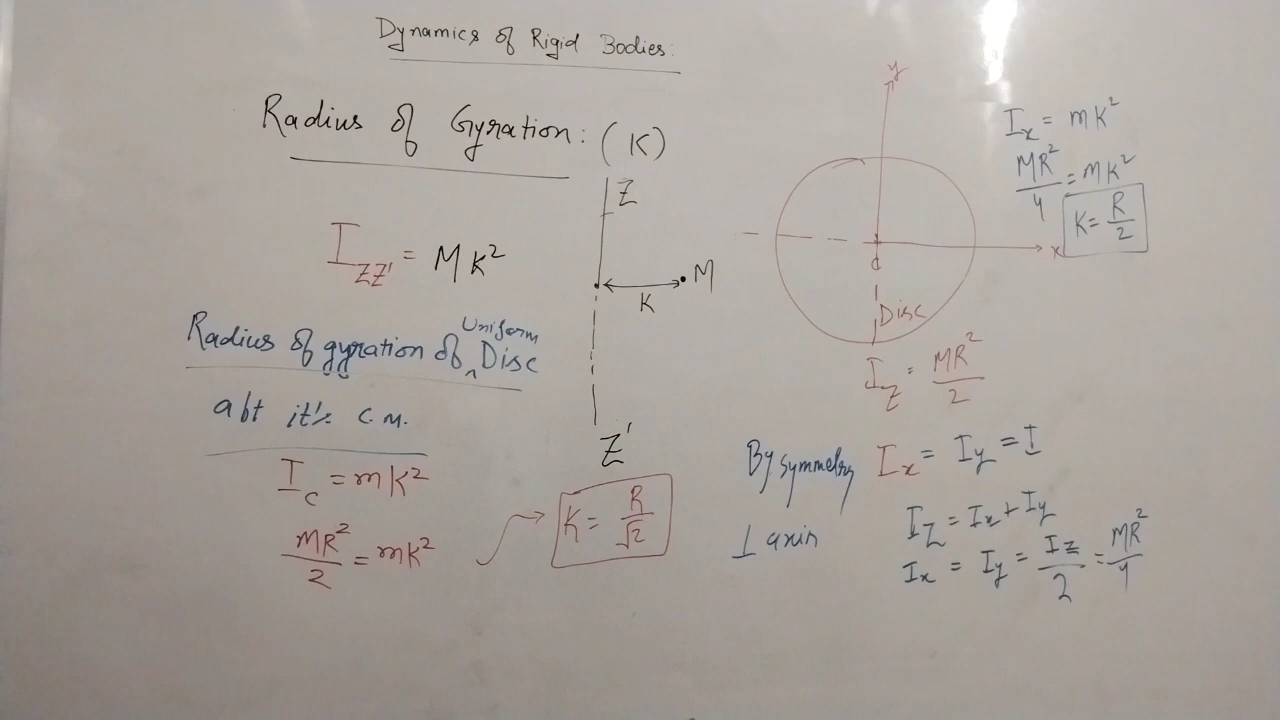 Dynamics of Rigid Bodies:
Radius of Gyration: (K)
I_ZZ' = MK²
Z
K
M
Z'
Radius of gyration of ^Uniform Disc
abt it's C.M.
I_C = mK²
MR²/2 = mK²
K = R/√2
y
x
d
Disc
I_Z = MR²/2
I_x = mK²
MR²/4 = mK²
K = R/2
By symmetry I_x = I_y = I
⊥ axis I_Z = I_x + I_y
I_x = I_y = I_z/2 = MR²/4